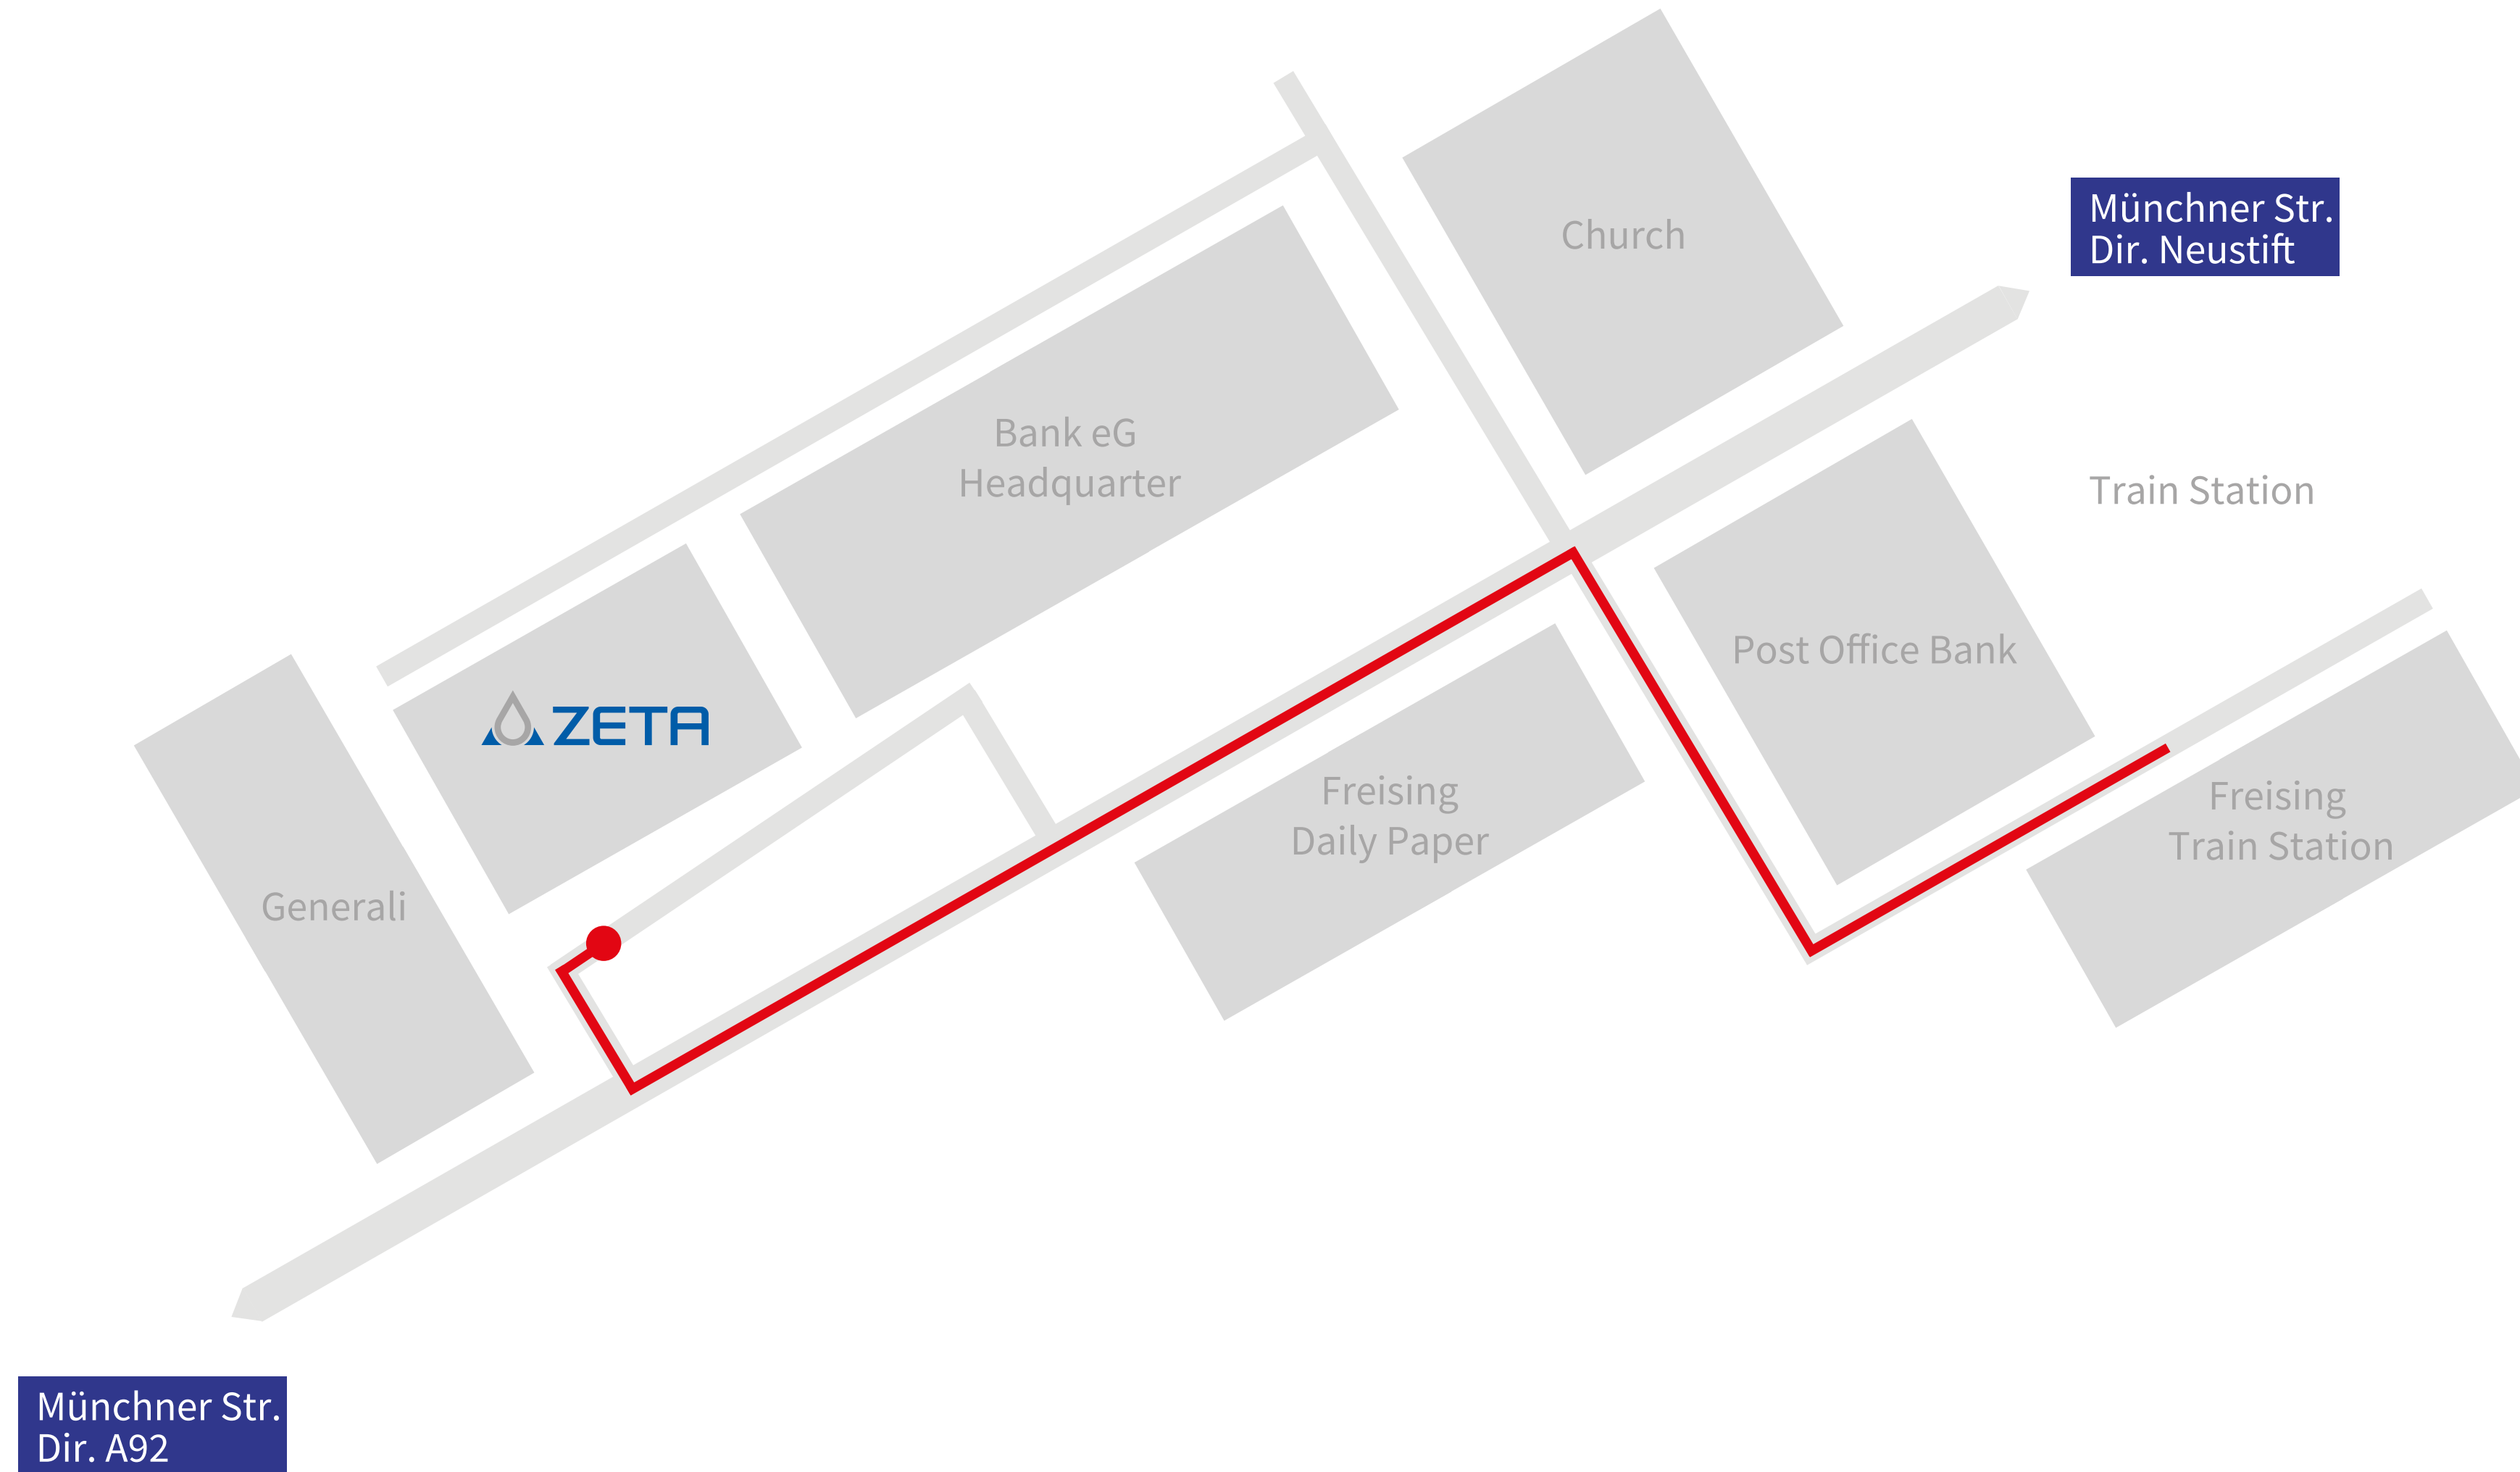 Münchner Str.
Dir. Neustift
Church
Bank eG
Headquarter
Train Station
Post Office Bank
ZETA
Freising
Daily Paper
Freising
Train Station
Generali
Münchner Str.
Dir. A92